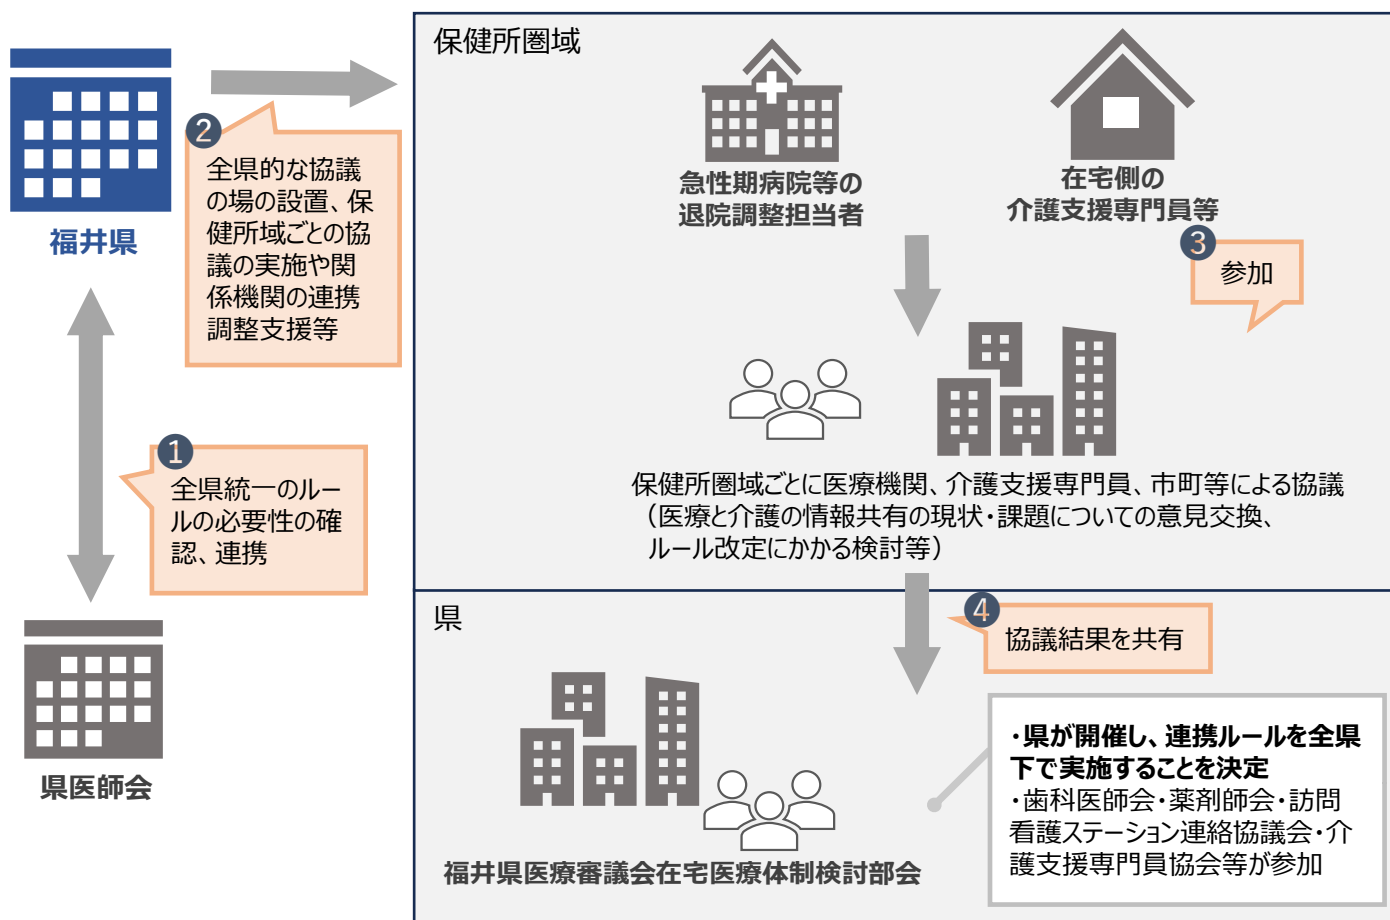 保健所圏域
急性期病院等の
退院調整担当者
在宅側の
介護支援専門員等
福井県
❷
全県的な協議
の場の設置、保
健所域ごとの協
議の実施や関
係機関の連携
調整支援等
❸
参加
❶
全県統一のルー
ルの必要性の確
認、連携
県医師会
保健所圏域ごとに医療機関、介護支援専門員、市町等による協議
（医療と介護の情報共有の現状・課題についての意見交換、
ルール改定にかかる検討等）
県
❹
協議結果を共有
・県が開催し、連携ルールを全県
下で実施することを決定
・歯科医師会・薬剤師会・訪問
看護ステーション連絡協議会・介
護支援専門員協会等が参加
福井県医療審議会在宅医療体制検討部会